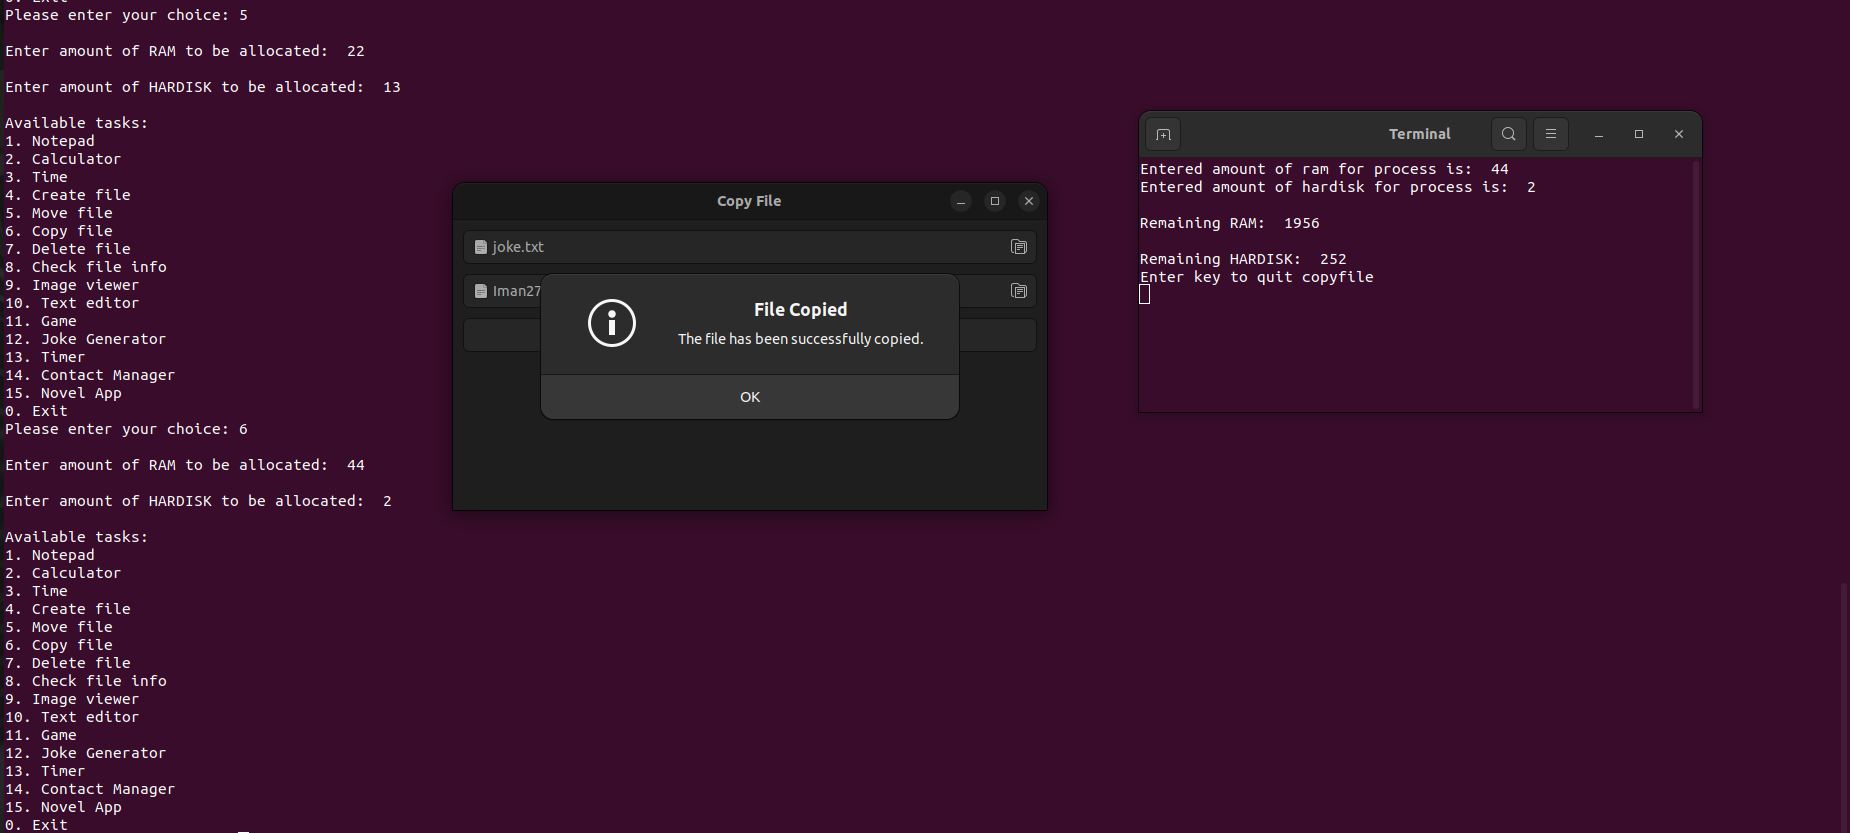 0. Exit
Please enter your choice: 5
Enter amount of RAM to be allocated:  22
Enter amount of HARDISK to be allocated:  13
Available tasks:
1. Notepad
2. Calculator
3. Time
4. Create file
5. Move file
6. Copy file
7. Delete file
8. Check file info
9. Image viewer
10. Text editor
11. Game
12. Joke Generator
13. Timer
14. Contact Manager
15. Novel App
0. Exit
Please enter your choice: 6
Enter amount of RAM to be allocated:  44
Enter amount of HARDISK to be allocated:  2
Available tasks:
1. Notepad
2. Calculator
3. Time
4. Create file
5. Move file
6. Copy file
7. Delete file
8. Check file info
9. Image viewer
10. Text editor
11. Game
12. Joke Generator
13. Timer
14. Contact Manager
15. Novel App
0. Exit
Copy File
joke.txt
Iman27
File Copied
The file has been successfully copied.
OK
Terminal
Entered amount of ram for process is:  44
Entered amount of hardisk for process is:  2
Remaining RAM:  1956
Remaining HARDISK:  252
Enter key to quit copyfile